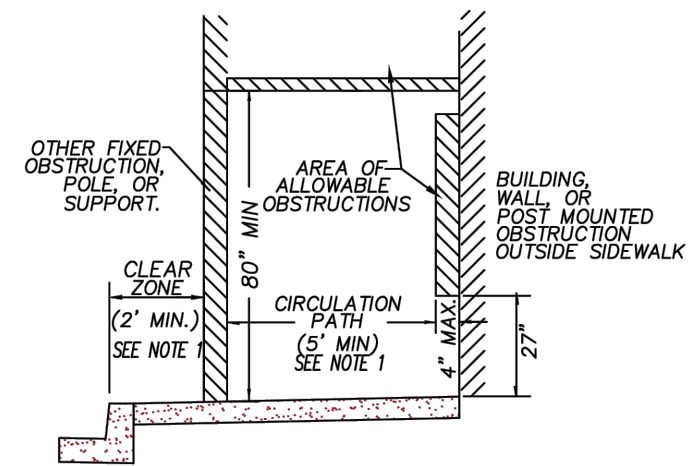 OTHER FIXED
OBSTRUCTION,
POLE, OR
SUPPORT.
AREA OF
ALLOWABLE
OBSTRUCTIONS
BUILDING,
WALL, OR
POST MOUNTED
OBSTRUCTION
OUTSIDE SIDEWALK
80" MIN
CLEAR
ZONE
(2' MIN.)
SEE NOTE 1
CIRCULATION
PATH
(5' MIN)
SEE NOTE 1
4" MAX.
27"